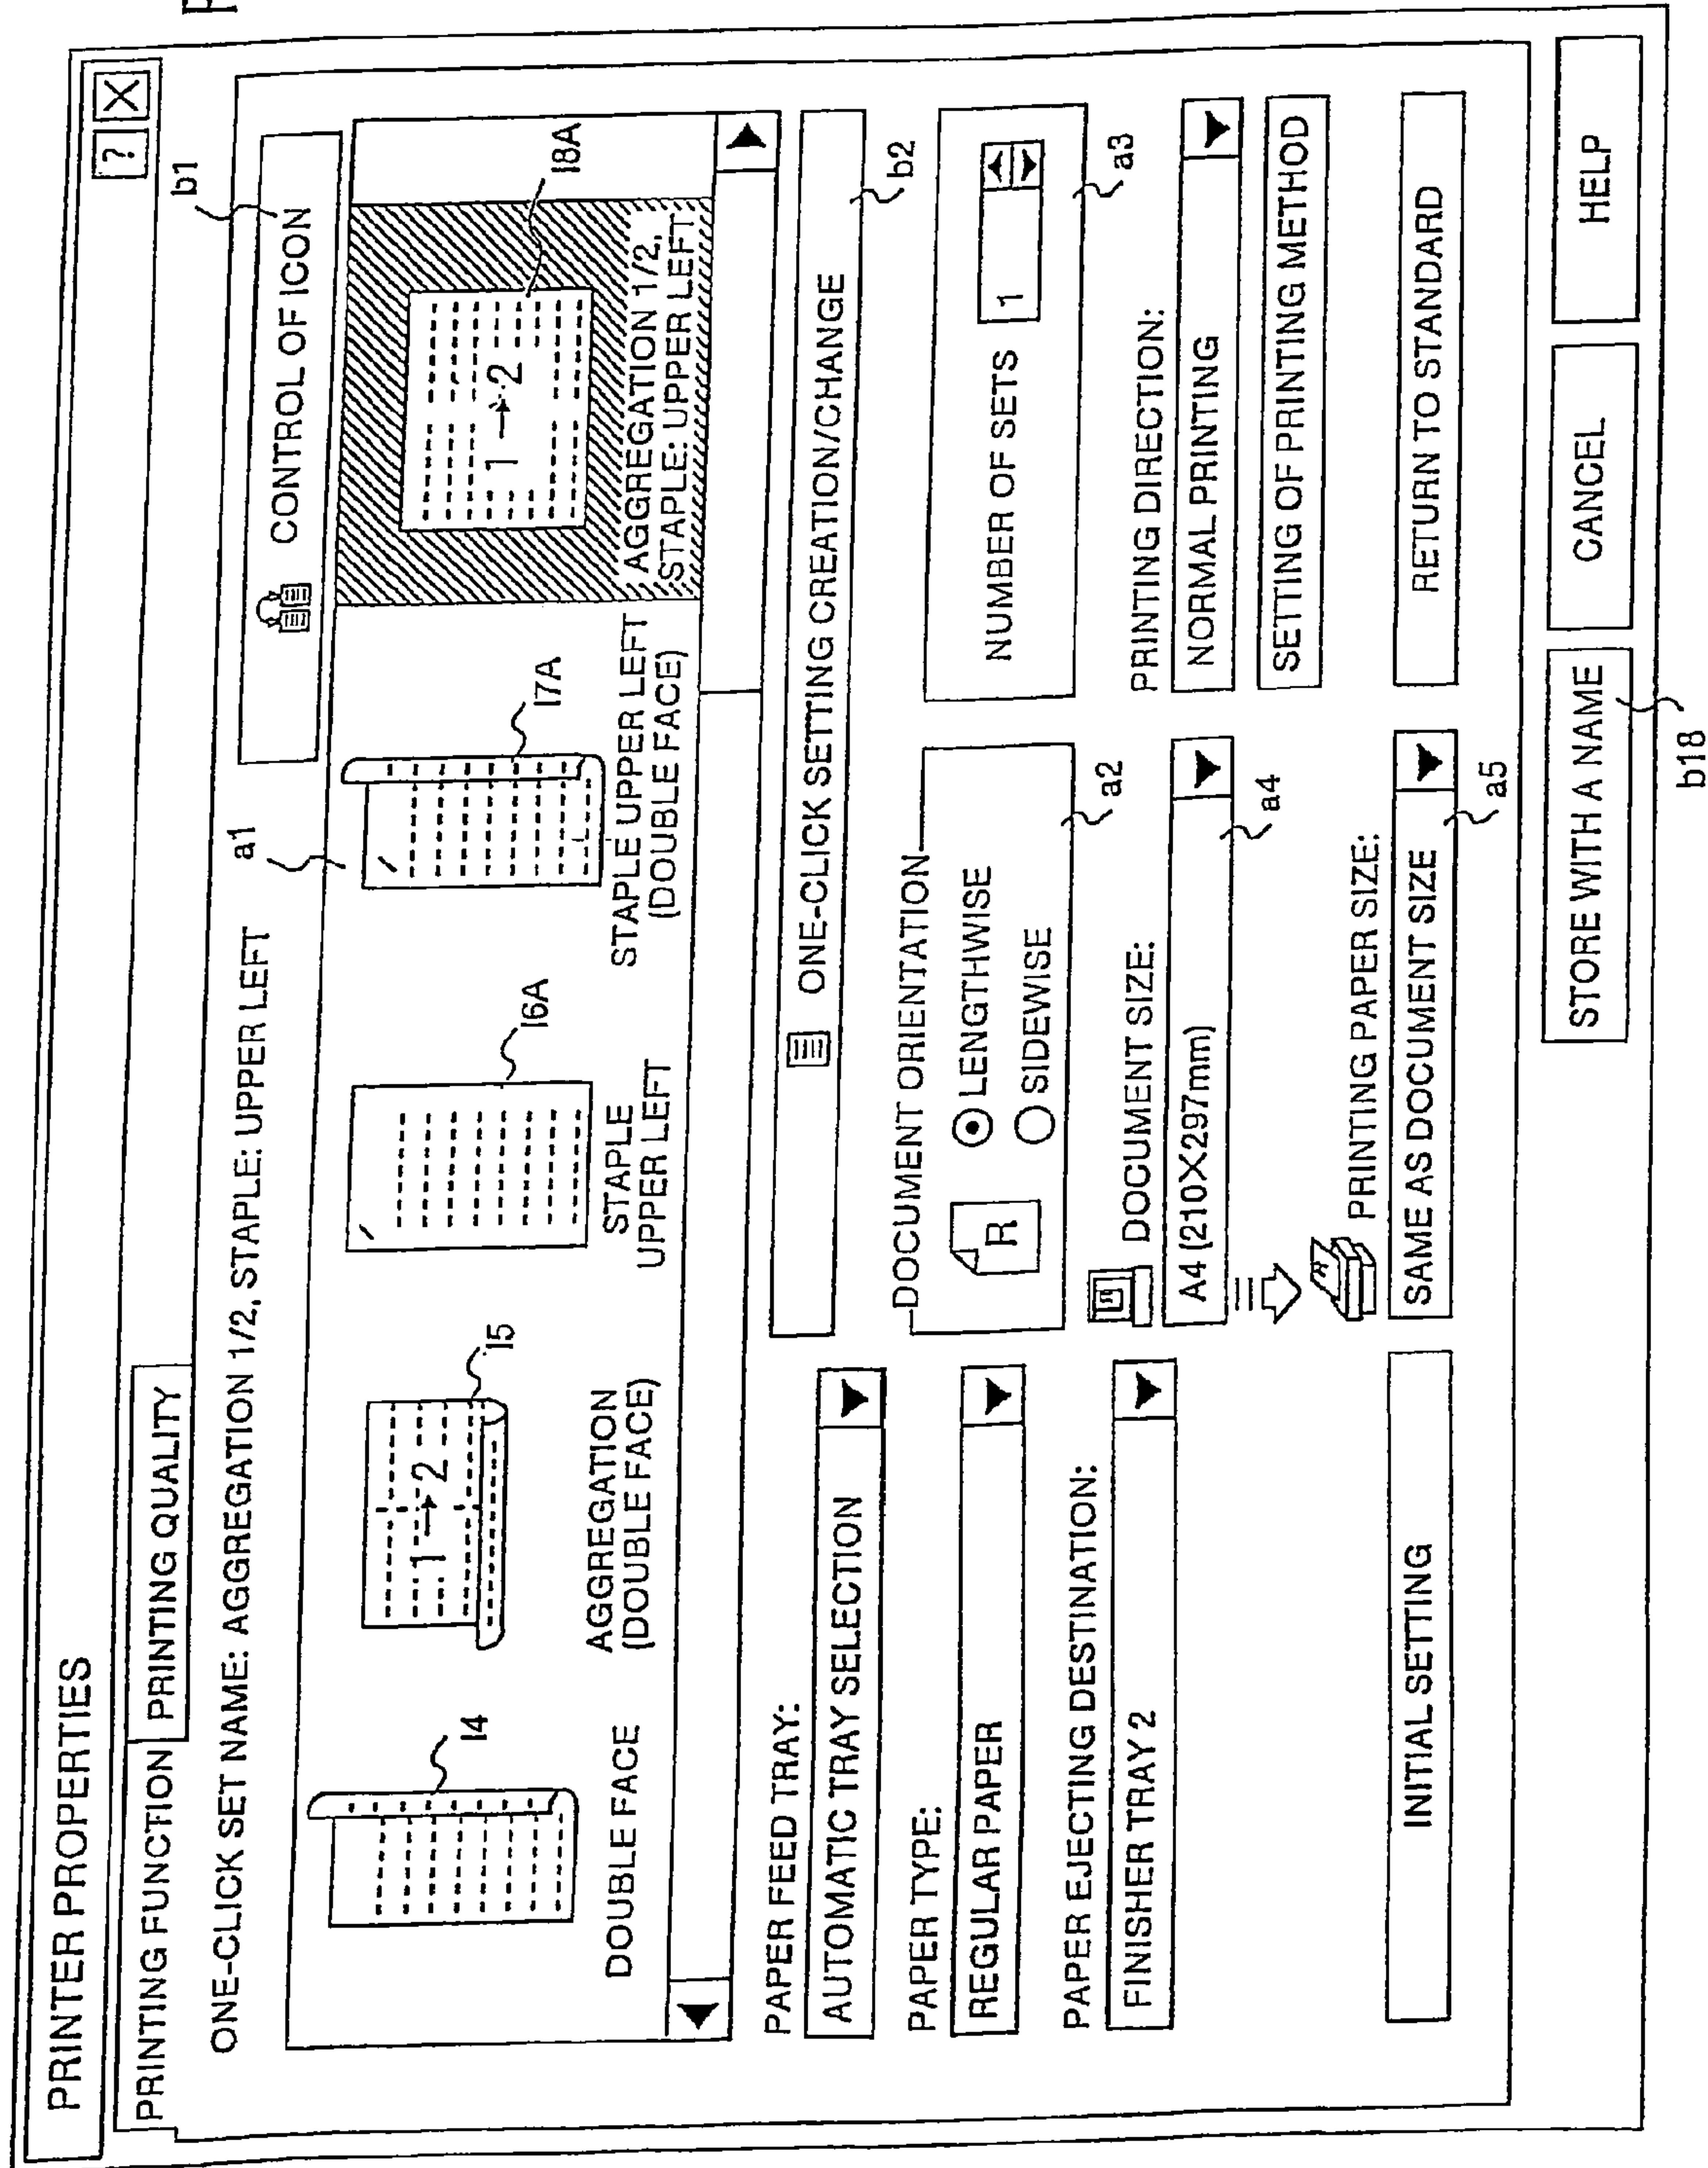 PRINTER PROPERTIES
?
X
PRINTING FUNCTION
PRINTING QUALITY
ONE-CLICK SET NAME: AGGREGATION 1/2, STAPLE: UPPER LEFT
a1
CONTROL OF ICON
b1
I4
DOUBLE FACE
1→2
I5
AGGREGATION
(DOUBLE FACE)
I6A
STAPLE
UPPER LEFT
I7A
STAPLE UPPER LEFT
(DOUBLE FACE)
1→2
I8A
AGGREGATION 1/2,
STAPLE: UPPER LEFT
ONE-CLICK SETTING CREATION/CHANGE
b2
PAPER FEED TRAY:
AUTOMATIC TRAY SELECTION
PAPER TYPE:
REGULAR PAPER
PAPER EJECTING DESTINATION:
FINISHER TRAY 2
INITIAL SETTING
DOCUMENT ORIENTATION
R
LENGTHWISE
SIDEWISE
a2
DOCUMENT SIZE:
A4 (210X297mm)
a4
PRINTING PAPER SIZE:
SAME AS DOCUMENT SIZE
a5
NUMBER OF SETS
1
a3
PRINTING DIRECTION:
NORMAL PRINTING
SETTING OF PRINTING METHOD
RETURN TO STANDARD
STORE WITH A NAME
b18
CANCEL
HELP